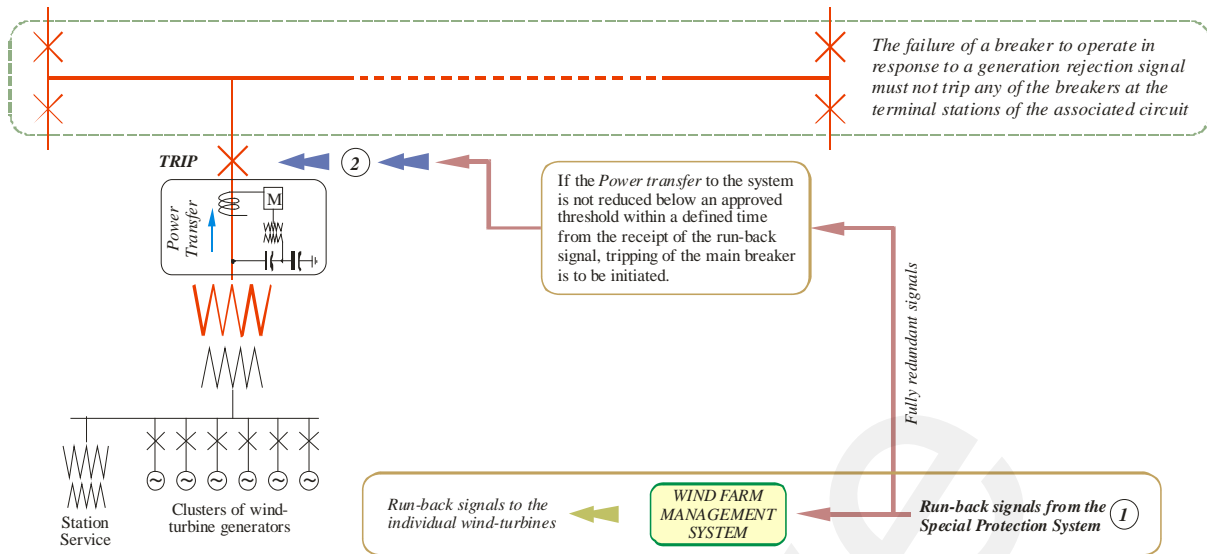 The failure of a breaker to operate in
response to a generation rejection signal
must not trip any of the breakers at the
terminal stations of the associated circuit
TRIP
2
If the Power transfer to the system
is not reduced below an approved
threshold within a defined time
from the receipt of the run-back
signal, tripping of the main breaker
is to be initiated.
M
Power
Transfer
Fully redundant signals
Station
Service
Clusters of wind-
turbine generators
Run-back signals to the
individual wind-turbines
WIND FARM
MANAGEMENT
SYSTEM
Run-back signals from the
Special Protection System
1